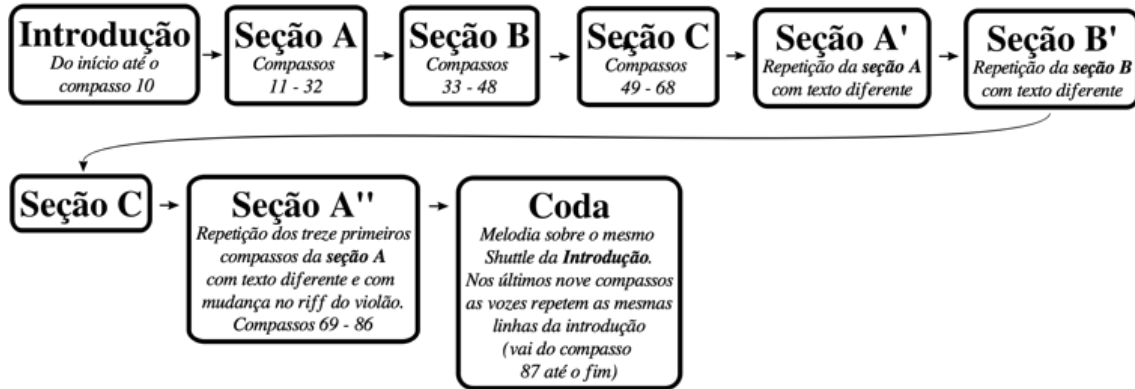 Introdução
Do início até o
compasso 10
Seção A
Compassos
11 - 32
Seção B
Compassos
33 - 48
Seção C
Compassos
49 - 68
Seção A'
Repetição da seção A
com texto diferente
Seção B'
Repetição da seção B
com texto diferente
Seção C
Seção A''
Repetição dos treze primeiros
compassos da seção A
com texto diferente e com
mudança no riff do violão.
Compassos 69 - 86
Coda
Melodia sobre o mesmo
Shuttle da Introdução.
Nos últimos nove compassos
as vozes repetem as mesmas
linhas da introdução
(vai do compasso
87 até o fim)